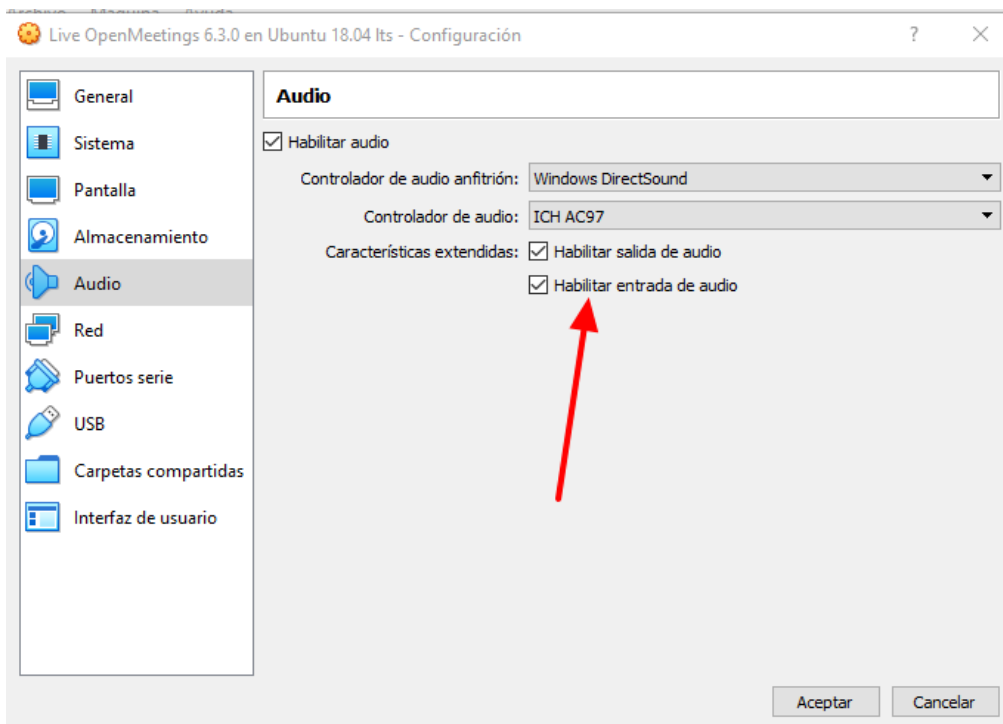 Live OpenMeetings 6.3.0 en Ubuntu 18.04 lts - Configuración ?
General
Sistema
Pantalla
Almacenamiento
Audio
Red
Puertos serie
USB
Carpetas compartidas
Interfaz de usuario
Audio
Habilitar audio
Controlador de audio anfitrión: Windows DirectSound
Controlador de audio: ICH AC97
Características extendidas: Habilitar salida de audio
Habilitar entrada de audio
Aceptar Cancelar